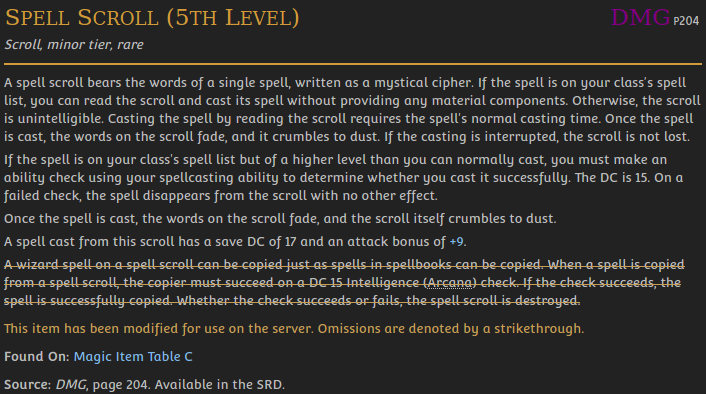 SPELL SCROLL (5TH LEVEL) DMG P204
Scroll, minor tier, rare
A spell scroll bears the words of a single spell, written as a mystical cipher. If the spell is on your class's spell
list, you can read the scroll and cast its spell without providing any material components. Otherwise, the scroll
is unintelligible. Casting the spell by reading the scroll requires the spell's normal casting time. Once the spell
is cast, the words on the scroll fade, and it crumbles to dust. If the casting is interrupted, the scroll is not lost.
If the spell is on your class's spell list but of a higher level than you can normally cast, you must make an
ability check using your spellcasting ability to determine whether you cast it successfully. The DC is 15. On a
failed check, the spell disappears from the scroll with no other effect.
Once the spell is cast, the words on the scroll fade, and the scroll itself crumbles to dust.
A spell cast from this scroll has a save DC of 17 and an attack bonus of +9.
A wizard spell on a spell scroll can be copied just as spells in spellbooks can be copied. When a spell is copied
from a spell scroll, the copier must succeed on a DC 15 Intelligence (Arcana) check. If the check succeeds, the
spell is successfully copied. Whether the check succeeds or fails, the spell scroll is destroyed.
This item has been modified for use on the server. Omissions are denoted by a strikethrough.
Found On: Magic Item Table C
Source: DMG, page 204. Available in the SRD.